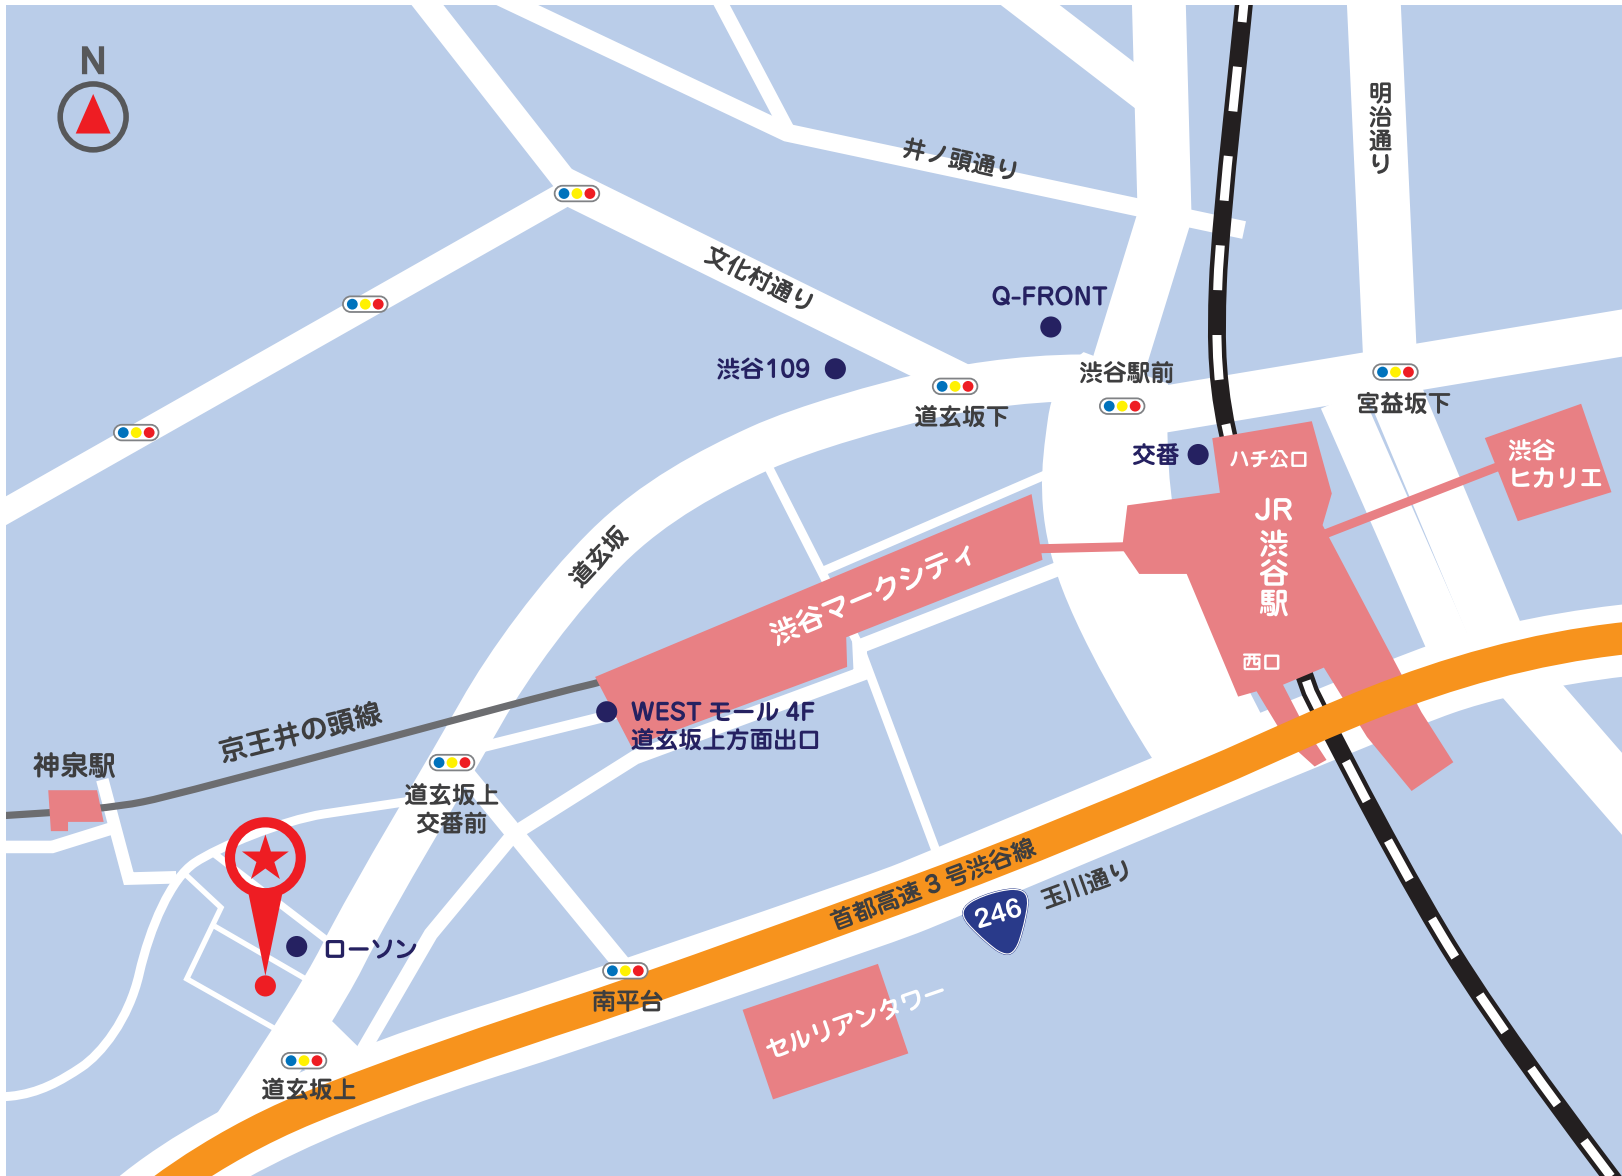 N
明治通り
井ノ頭通り
文化村通り
Q-FRONT
渋谷109
渋谷駅前
道玄坂下
宮益坂下
交番
ハチ公口
渋谷
ヒカリエ
JR
渋谷駅
道玄坂
渋谷マークシティ
西口
WEST モール 4F
道玄坂上方面出口
京王井の頭線
神泉駅
道玄坂上
交番前
首都高速3号渋谷線
246
玉川通り
ローソン
南平台
セルリアンタワー
道玄坂上